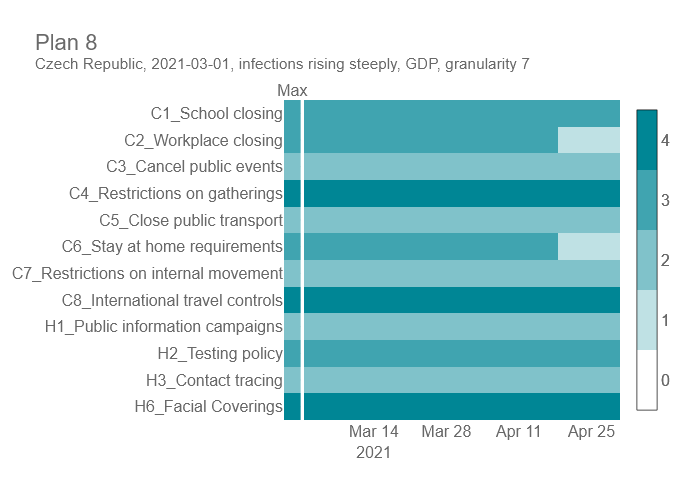 Plan 8
Czech Republic, 2021-03-01, infections rising steeply, GDP, granularity 7
Max
C1_School closing
C2_Workplace closing
C3_Cancel public events
C4_Restrictions on gatherings
C5_Close public transport
C6_Stay at home requirements
C7_Restrictions on internal movement
C8_International travel controls
H1_Public information campaigns
H2_Testing policy
H3_Contact tracing
H6_Facial Coverings
4
3
2
1
0
Mar 14 Mar 28 Apr 11 Apr 25
2021